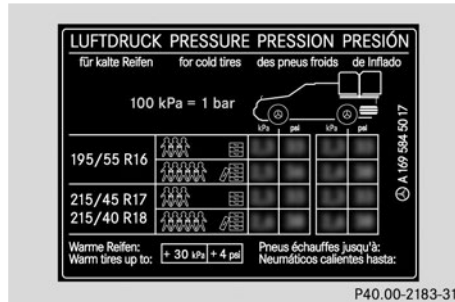 LUFTDRUCK PRESSURE PRESSION PRESIÓN
für kalte Reifen for cold tires des pneus froids de Inflado
100 kPa = 1 bar
kPa psi kPa psi
195/55 R16
215/45 R17
215/40 R18
A 169 584 50 17
Warme Reifen: + 30 kPa + 4 psi Pneus échauffes jusqu'à:
Warm tires up to: Neumáticos calientes hasta:
P40.00-2183-31